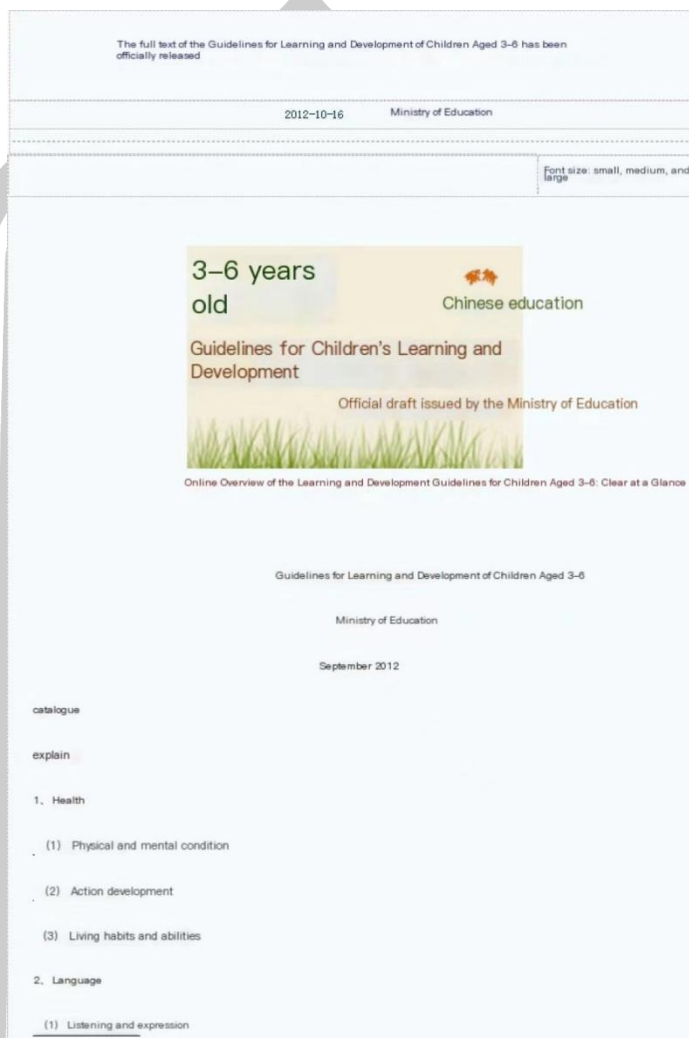 The full text of the Guidelines for Learning and Development of Children Aged 3-6 has been
officially released
2012-10-16 Ministry of Education
Font size: small, medium, and
large
3-6 years
old
Chinese education
Guidelines for Children's Learning and
Development
Official draft issued by the Ministry of Education
Online Overview of the Learning and Development Guidelines for Children Aged 3-6: Clear at a Glance
Guidelines for Learning and Development of Children Aged 3-6
Ministry of Education
September 2012
catalogue
explain
1、Health
(1) Physical and mental condition
(2) Action development
(3) Living habits and abilities
2、Language
(1) Listening and expression